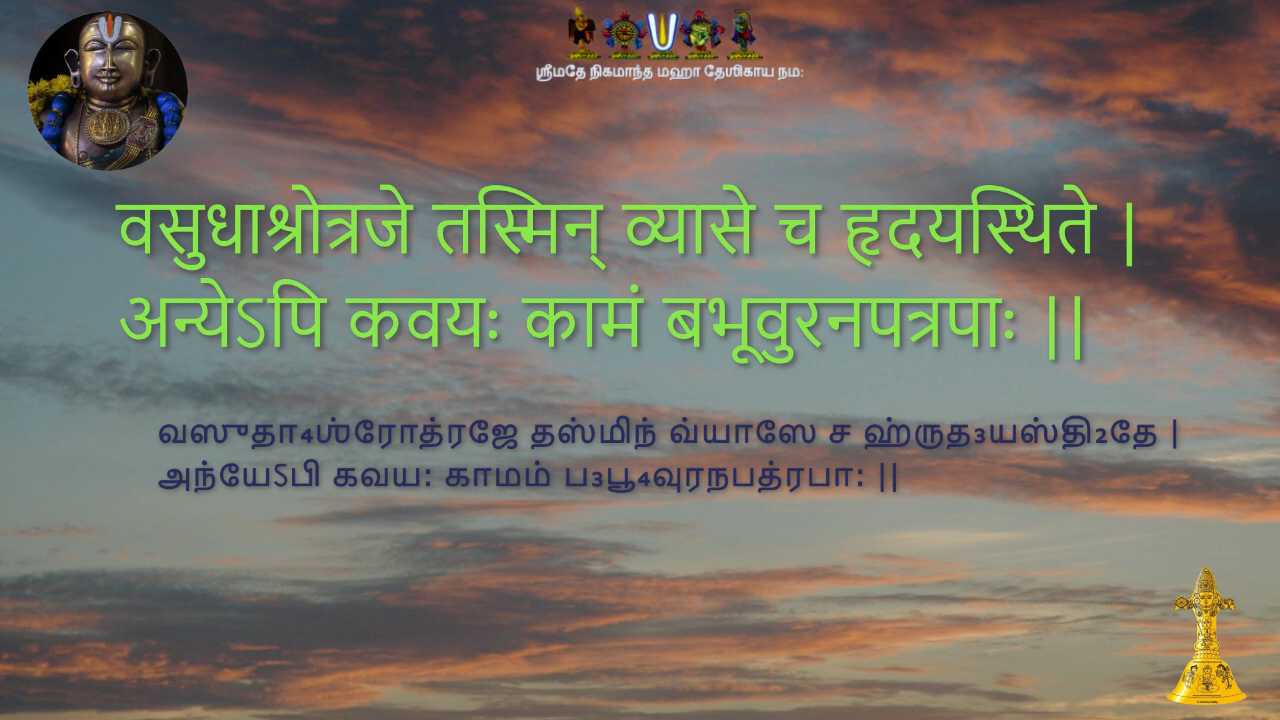 ஸ்ரீமதே நிகமாந்த மஹா தேஶிகாய நம:
वसुधाश्रोत्रजे तस्मिन् व्यासे च हृदयस्थिते |
अन्येऽपि कवयः कामं बभूवुरनपत्रपाः ||
வஸுதா₄ஶ்ரோத்ரஜே தஸ்மிந் வ்யாஸே ச ஹ்ருத₃யஸ்தி₂தே |
அந்யேঽபி கவய: காமம் ப₃பூ₄வுரநபத்ரபா: ||